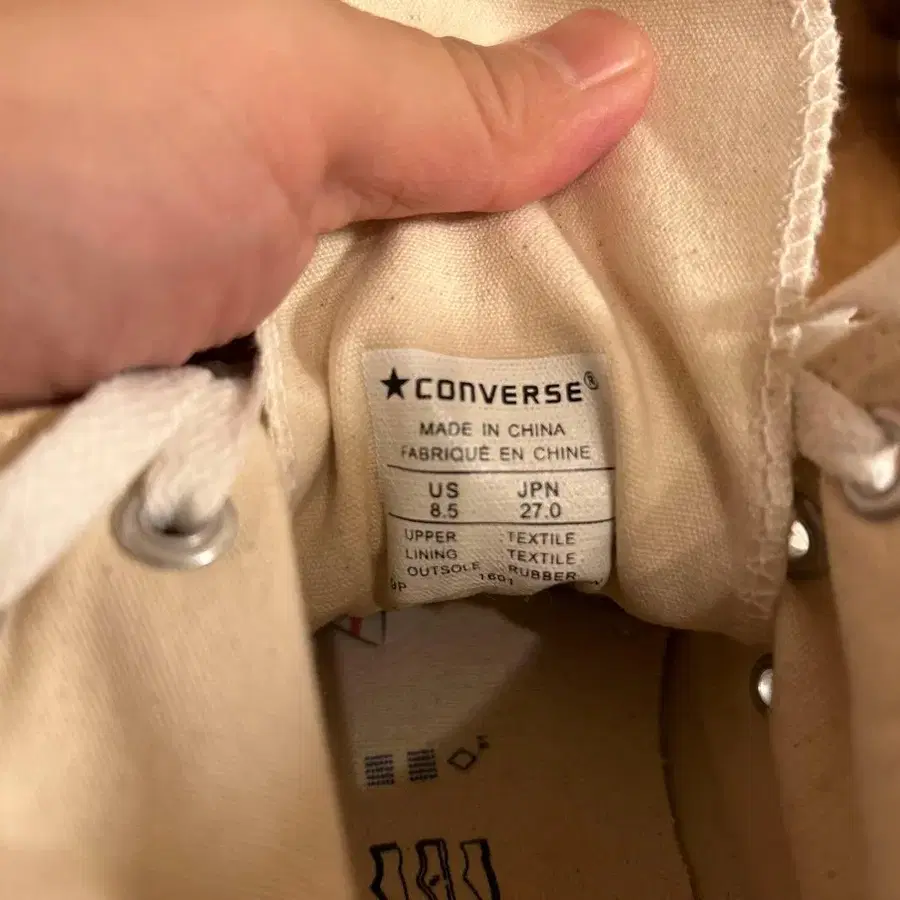 ★CONVERSE®
MADE IN CHINA
FABRIQUÉ EN CHINE
US JPN
8.5 27.0
UPPER TEXTILE
LINING TEXTILE
OUTSOLE RUBBER
1601